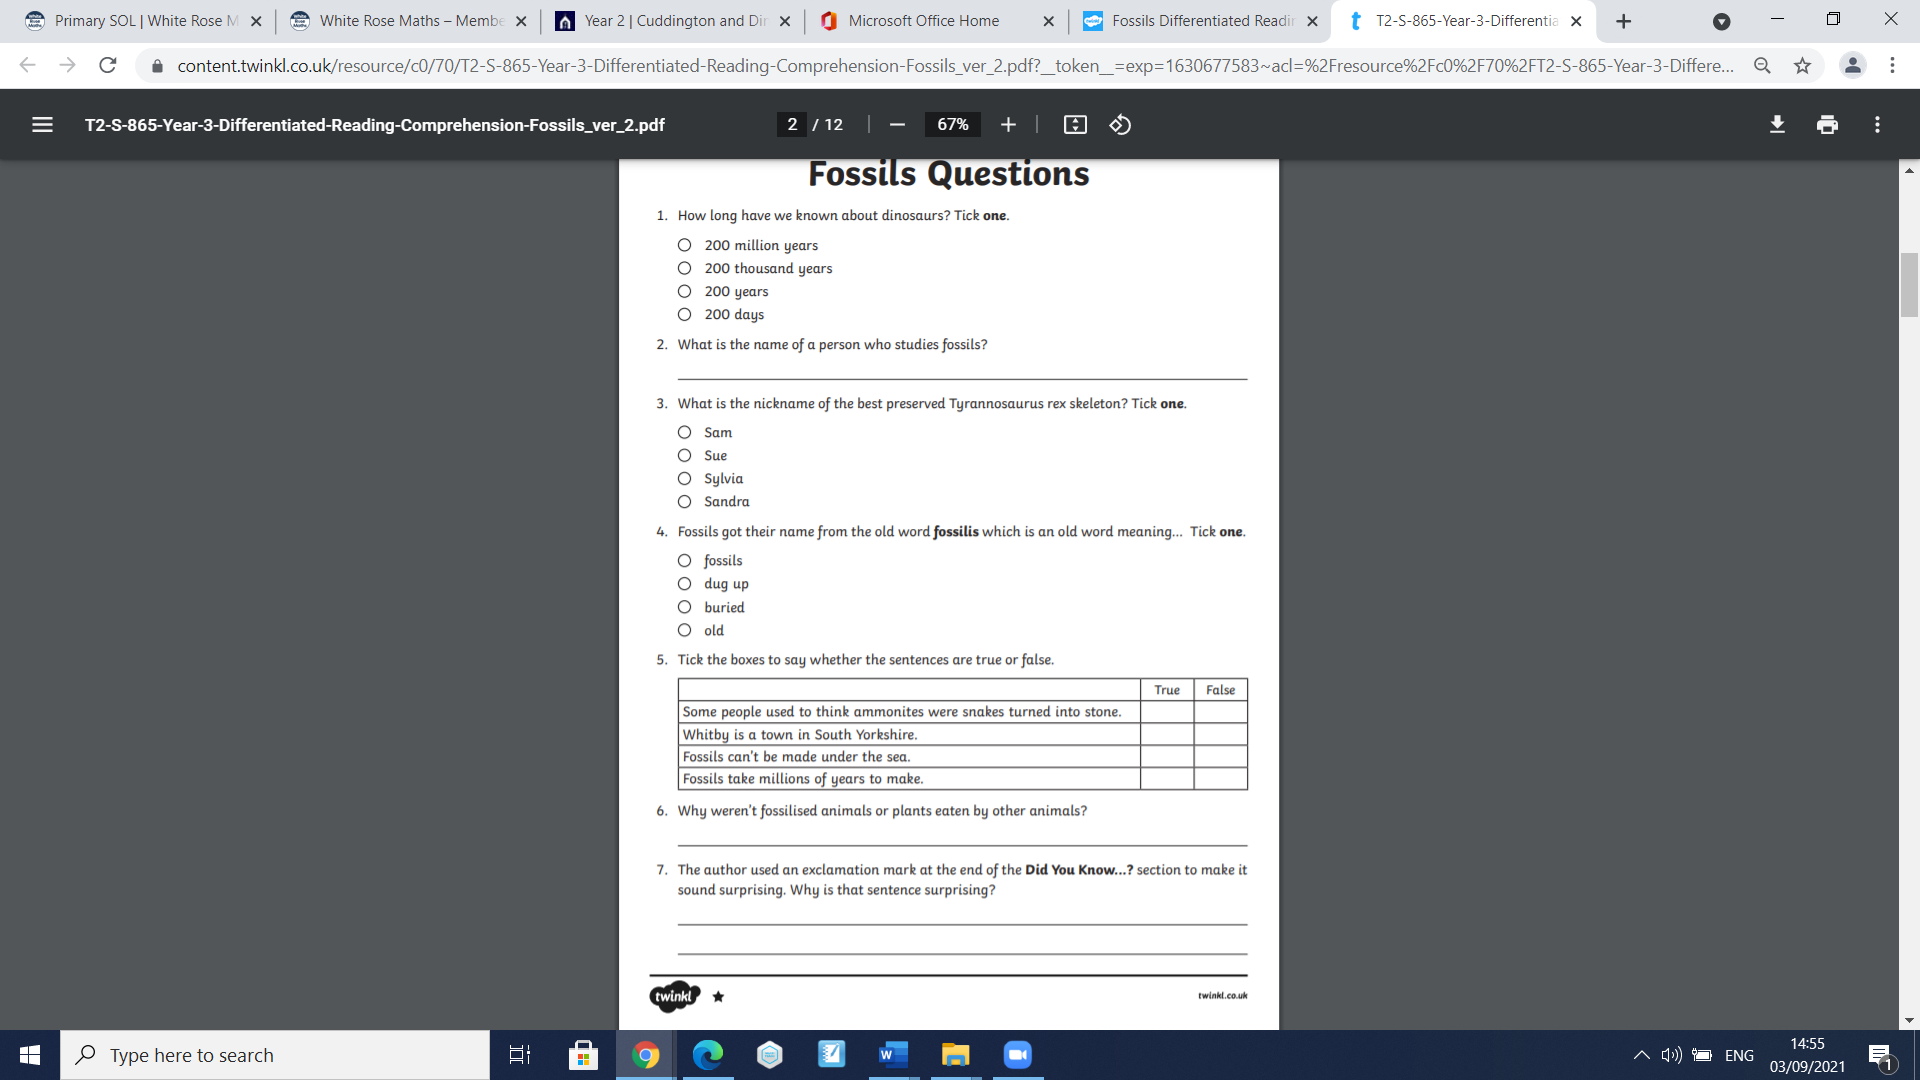 Primary SOL | White Rose M
White Rose Maths – Membe
Year 2 | Cuddington and Din
Microsoft Office Home
Fossils Differentiated Readin
T2-S-865-Year-3-Differentia
content.twinkl.co.uk/resource/c0/70/T2-S-865-Year-3-Differentiated-Reading-Comprehension-Fossils_ver_2.pdf?__token__=exp=1630677583~acl=%2Fresource%2Fc0%2F70%2FT2-S-865-Year-3-Differe...
T2-S-865-Year-3-Differentiated-Reading-Comprehension-Fossils_ver_2.pdf
2 / 12
67%
Fossils Questions
1. How long have we known about dinosaurs? Tick one.
200 million years
200 thousand years
200 years
200 days
2. What is the name of a person who studies fossils?
3. What is the nickname of the best preserved Tyrannosaurus rex skeleton? Tick one.
Sam
Sue
Sylvia
Sandra
4. Fossils got their name from the old word fossilis which is an old word meaning... Tick one.
fossils
dug up
buried
old
5. Tick the boxes to say whether the sentences are true or false.
True False
Some people used to think ammonites were snakes turned into stone.
Whitby is a town in South Yorkshire.
Fossils can't be made under the sea.
Fossils take millions of years to make.
6. Why weren't fossilised animals or plants eaten by other animals?
7. The author used an exclamation mark at the end of the Did You Know...? section to make it
sound surprising. Why is that sentence surprising?
twinkl
twinkl.co.uk
Type here to search
ENG
14:55
03/09/2021
1